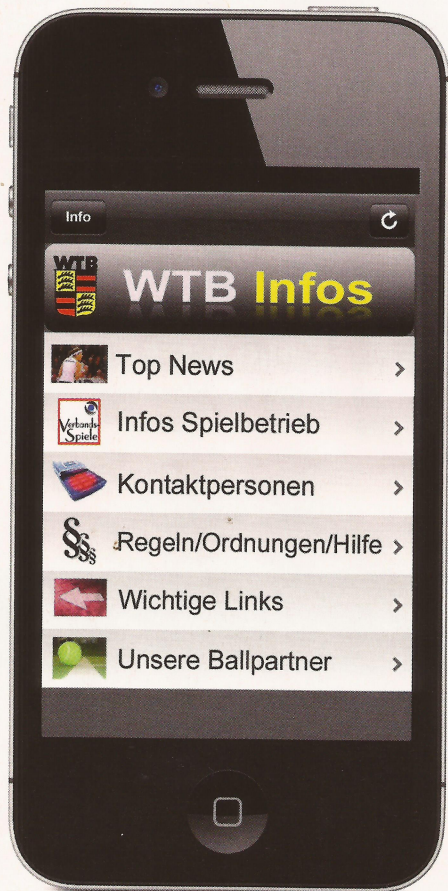 Info
WTB
WTB Infos
Top News
Verbands-
Spiele
Infos Spielbetrieb
Kontaktpersonen
§§§
Regeln/Ordnungen/Hilfe
Wichtige Links
Unsere Ballpartner